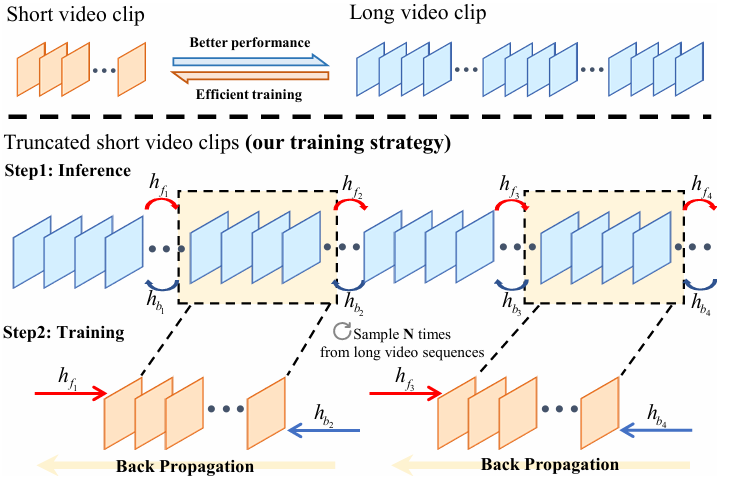 Short video clip
Long video clip
Better performance
Efficient training
Truncated short video clips (our training strategy)
Step1: Inference
h_{f_1}
h_{f_2}
h_{f_3}
h_{f_4}
h_{b_1}
h_{b_2}
h_{b_3}
h_{b_4}
Step2: Training
Sample N times
from long video sequences
h_{f_1}
h_{b_2}
h_{f_3}
h_{b_4}
Back Propagation
Back Propagation